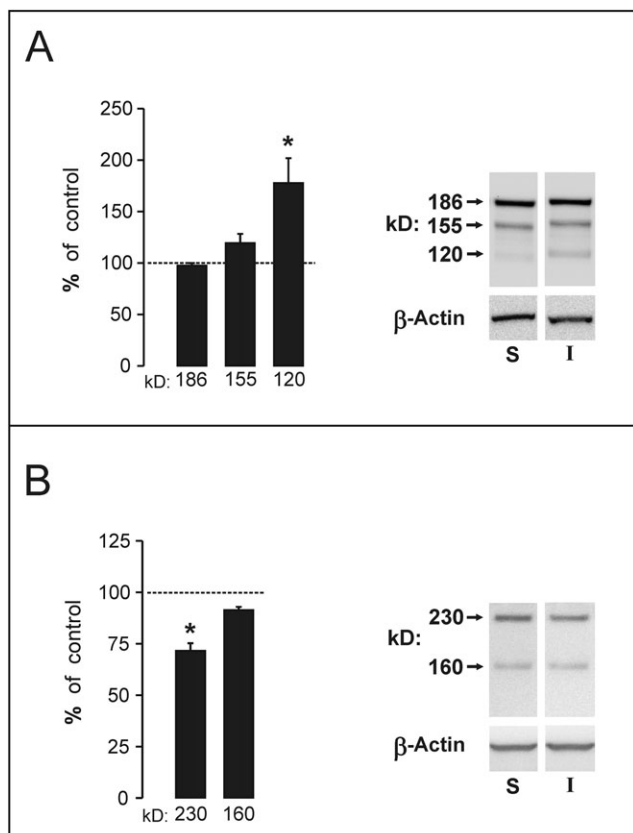 A
% of control
250
200
150
100
50
0
*
kD: 186 155 120
186
kD: 155
120
β-Actin
S I
B
% of control
125
100
75
50
25
0
*
kD: 230 160
230
kD:
160
β-Actin
S I